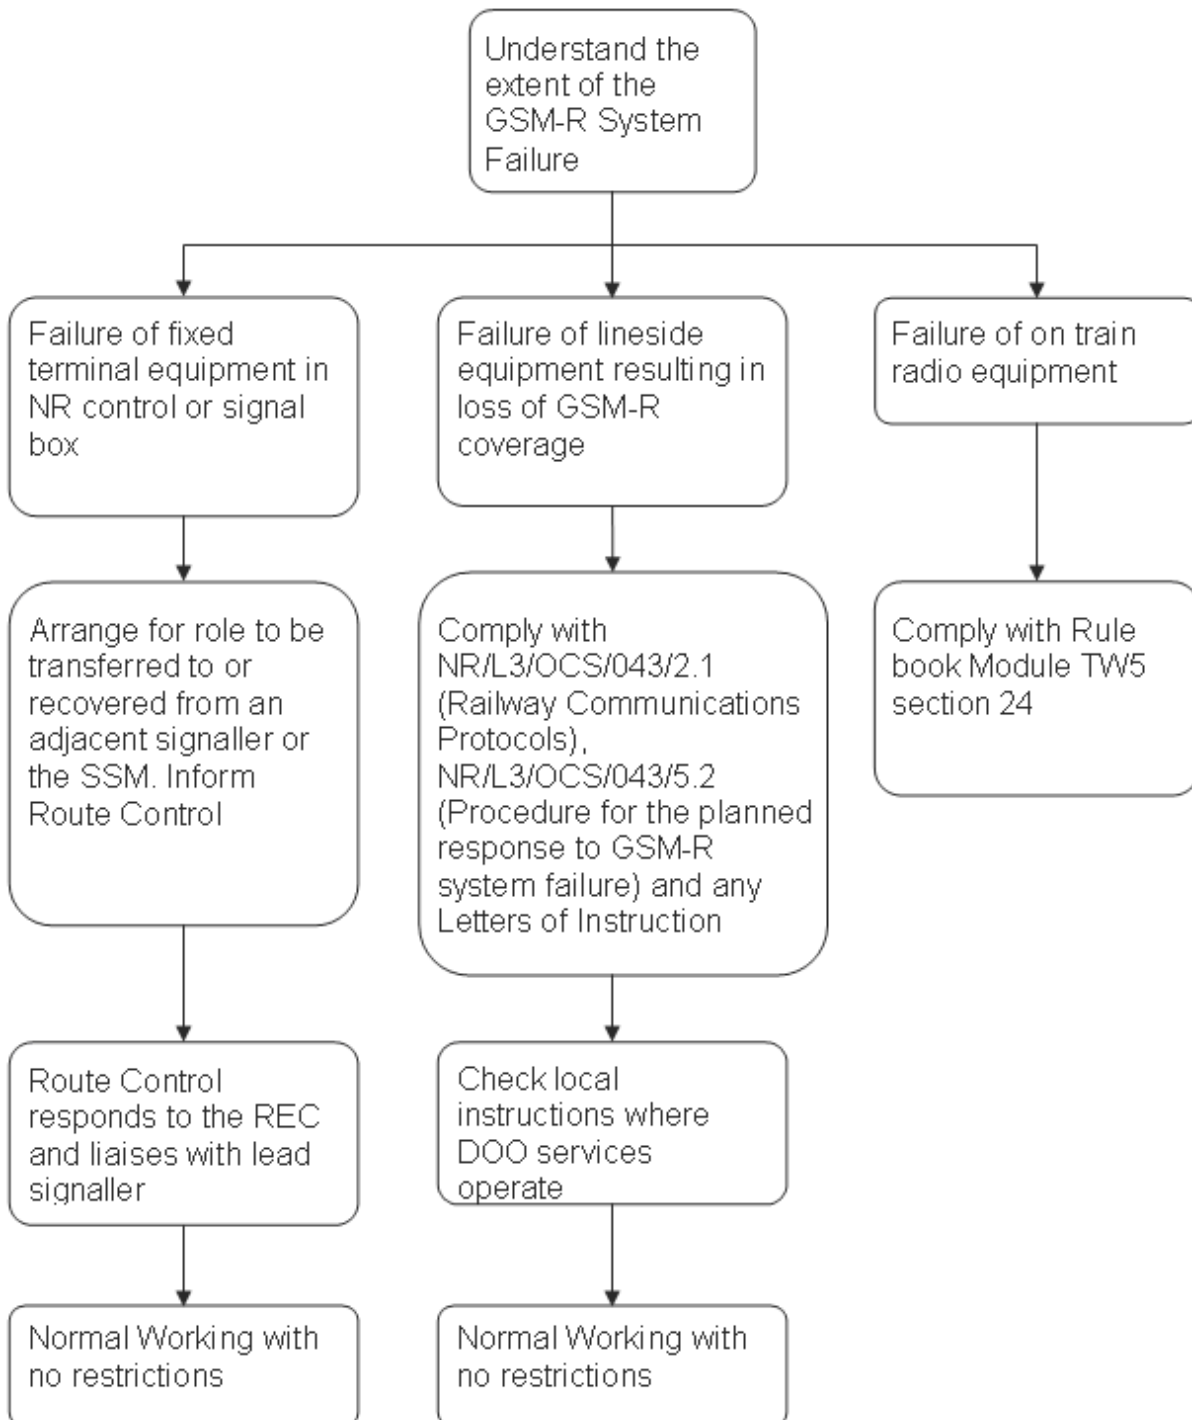 Understand the
extent of the
GSM-R System
Failure
Failure of fixed
terminal equipment in
NR control or signal
box
Failure of lineside
equipment resulting in
loss of GSM-R
coverage
Failure of on train
radio equipment
Arrange for role to be
transferred to or
recovered from an
adjacent signaller or
the SSM. Inform
Route Control
Comply with
NR/L3/OCS/043/2.1
(Railway Communications
Protocols),
NR/L3/OCS/043/5.2
(Procedure for the planned
response to GSM-R
system failure) and any
Letters of Instruction
Comply with Rule
book Module TW5
section 24
Route Control
responds to the REC
and liaises with lead
signaller
Check local
instructions where
DOO services
operate
Normal Working with
no restrictions
Normal Working with
no restrictions